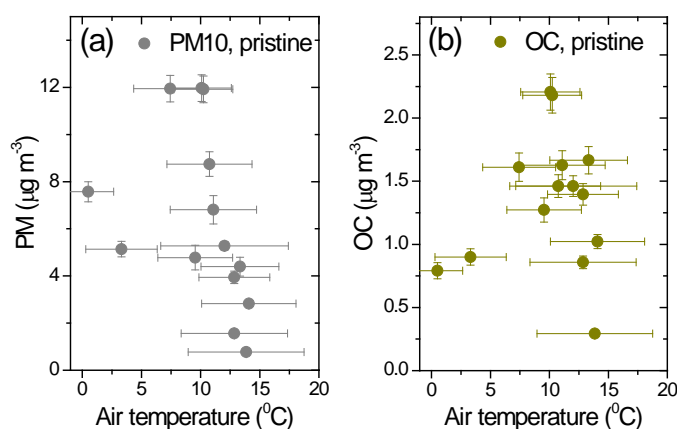 (a) PM10, pristine
PM (μg m-3)
12
8
4
0
0 5 10 15 20
Air temperature (⁰C)
(b) OC, pristine
OC (μg m-3)
2.5
2.0
1.5
1.0
0.5
0.0
0 5 10 15 20
Air temperature (⁰C)